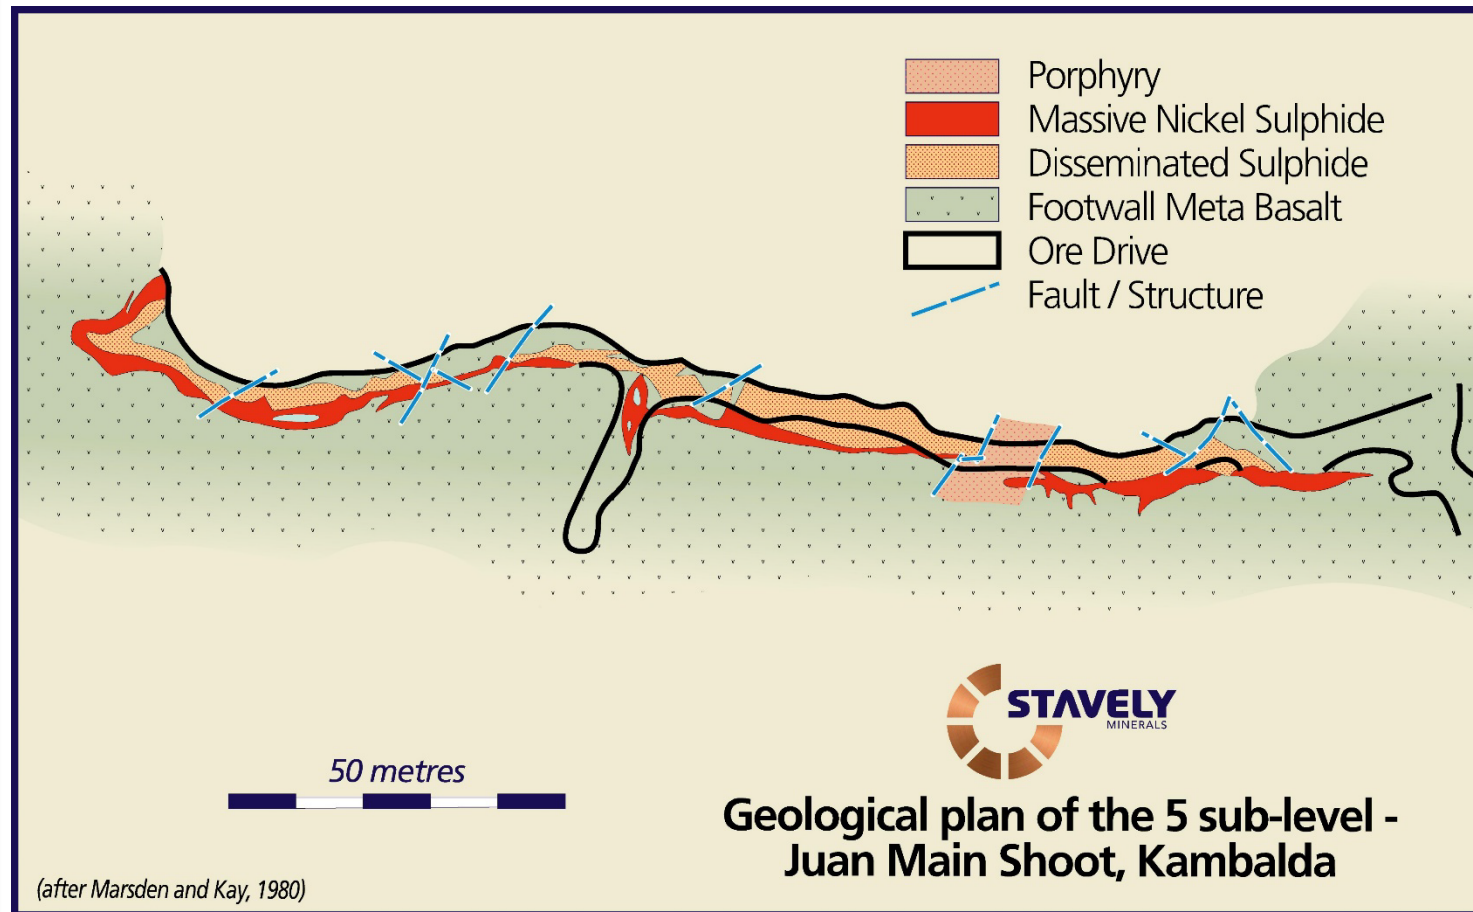 Porphyry
Massive Nickel Sulphide
Disseminated Sulphide
Footwall Meta Basalt
Ore Drive
Fault / Structure
STAVELY
MINERALS
50 metres
Geological plan of the 5 sub-level -
Juan Main Shoot, Kambalda
(after Marsden and Kay, 1980)